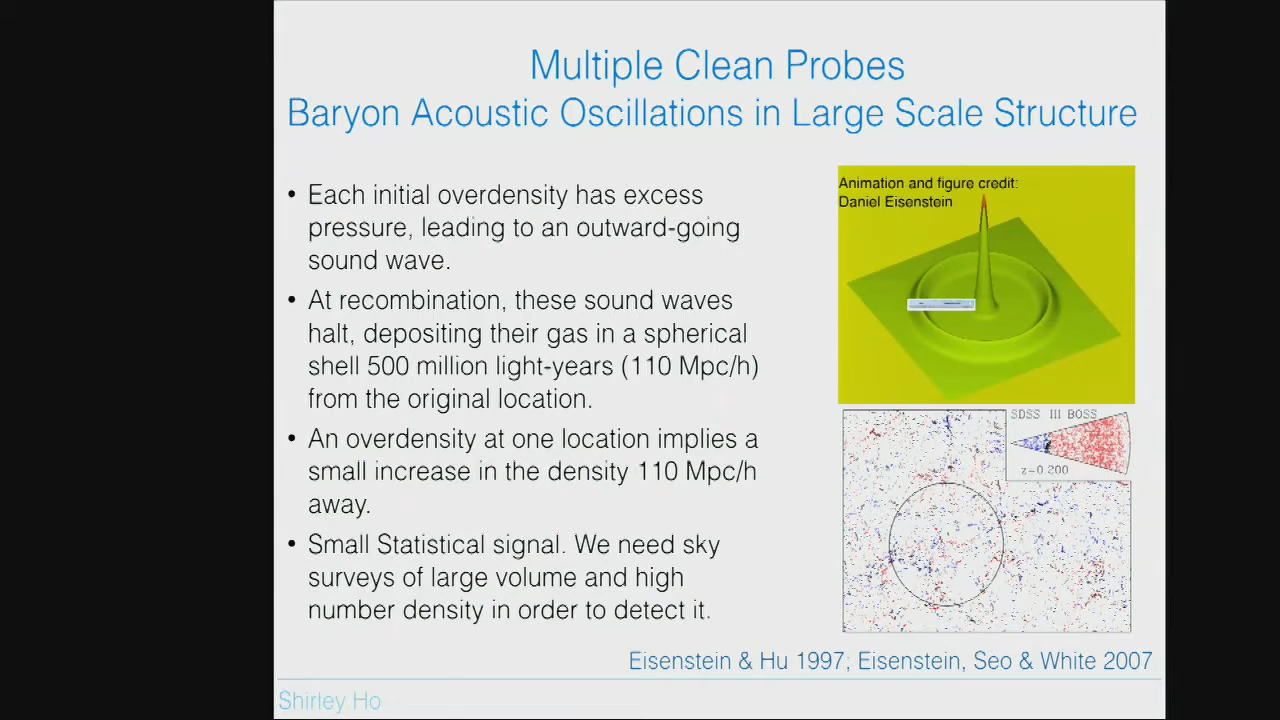 Multiple Clean Probes
Baryon Acoustic Oscillations in Large Scale Structure
• Each initial overdensity has excess
pressure, leading to an outward-going
sound wave.
• At recombination, these sound waves
halt, depositing their gas in a spherical
shell 500 million light-years (110 Mpc/h)
from the original location.
• An overdensity at one location implies a
small increase in the density 110 Mpc/h
away.
• Small Statistical signal. We need sky
surveys of large volume and high
number density in order to detect it.
Animation and figure credit:
Daniel Eisenstein
SDSS III BOSS
z=0.200
Eisenstein & Hu 1997; Eisenstein, Seo & White 2007
Shirley Ho